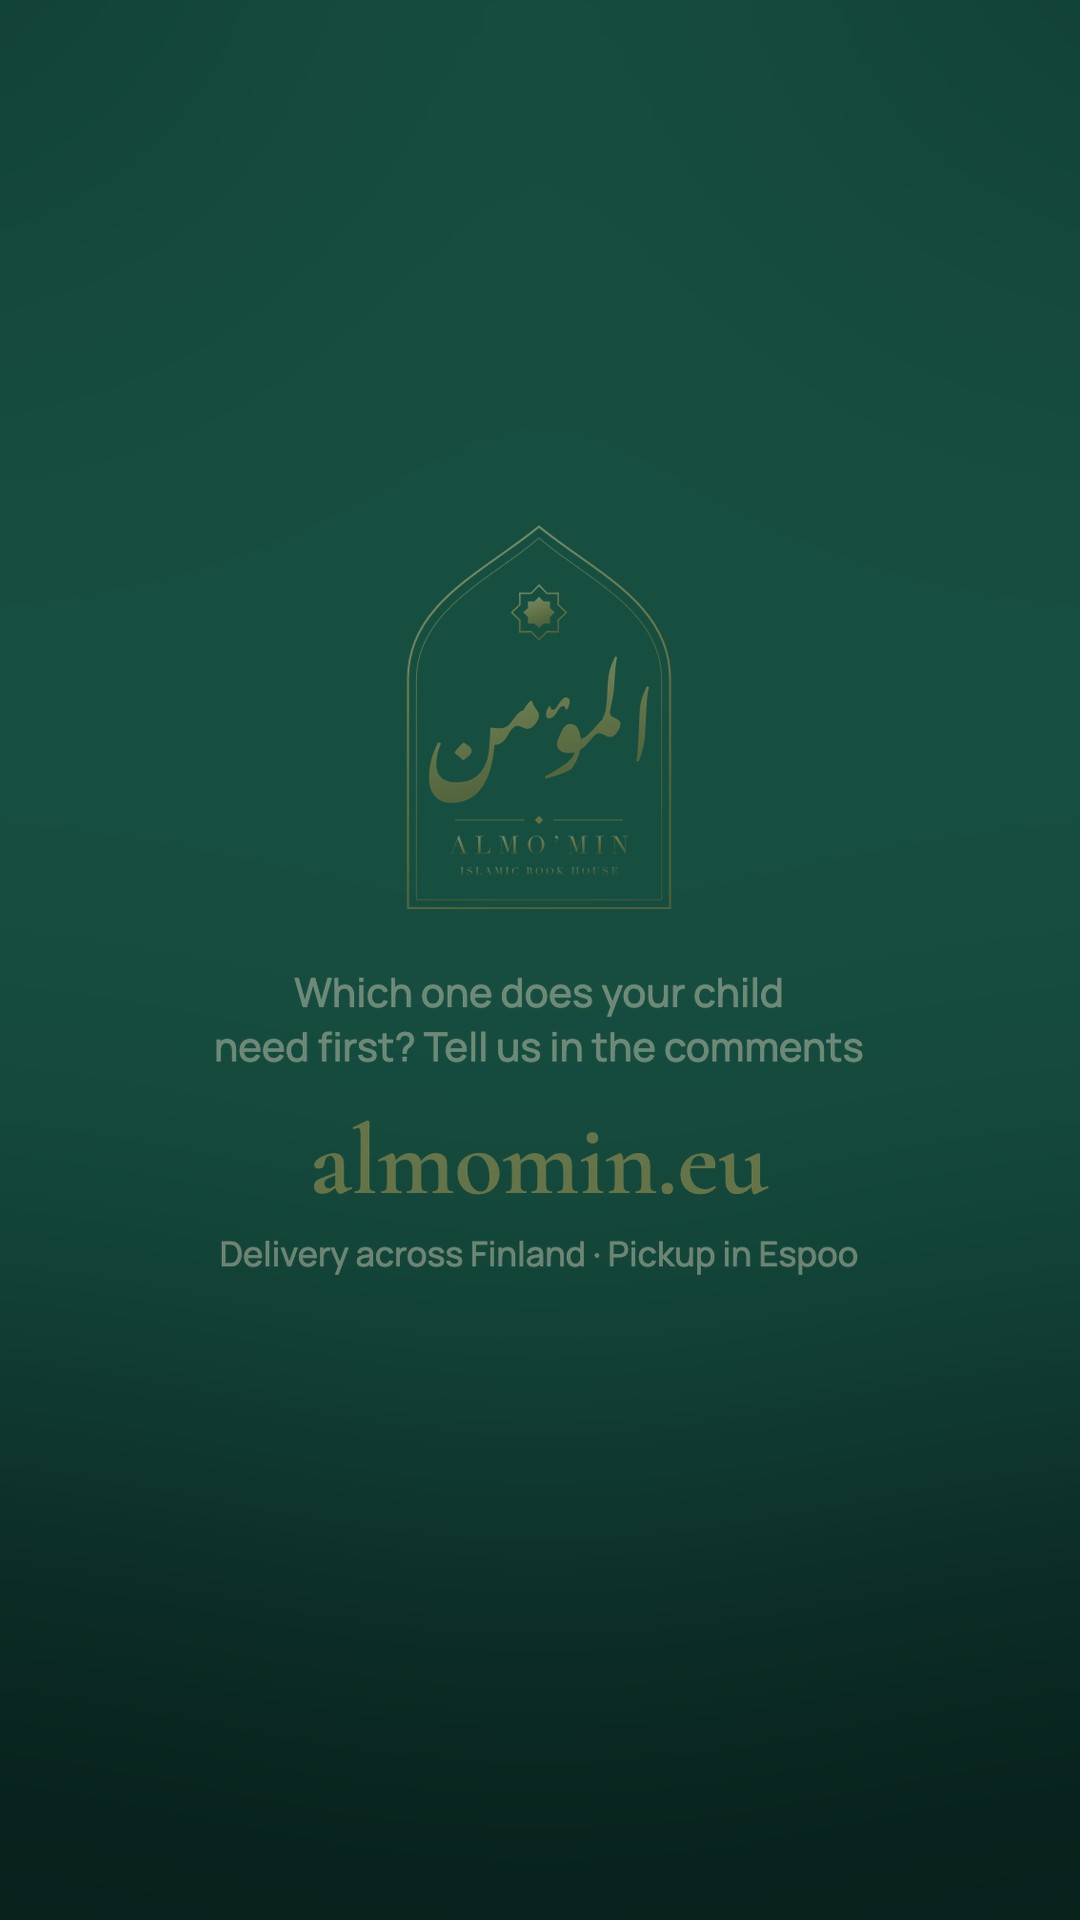 المؤمن
ALMO’MIN
ISLAMIC BOOK HOUSE
Which one does your child
need first? Tell us in the comments
almomin.eu
Delivery across Finland · Pickup in Espoo